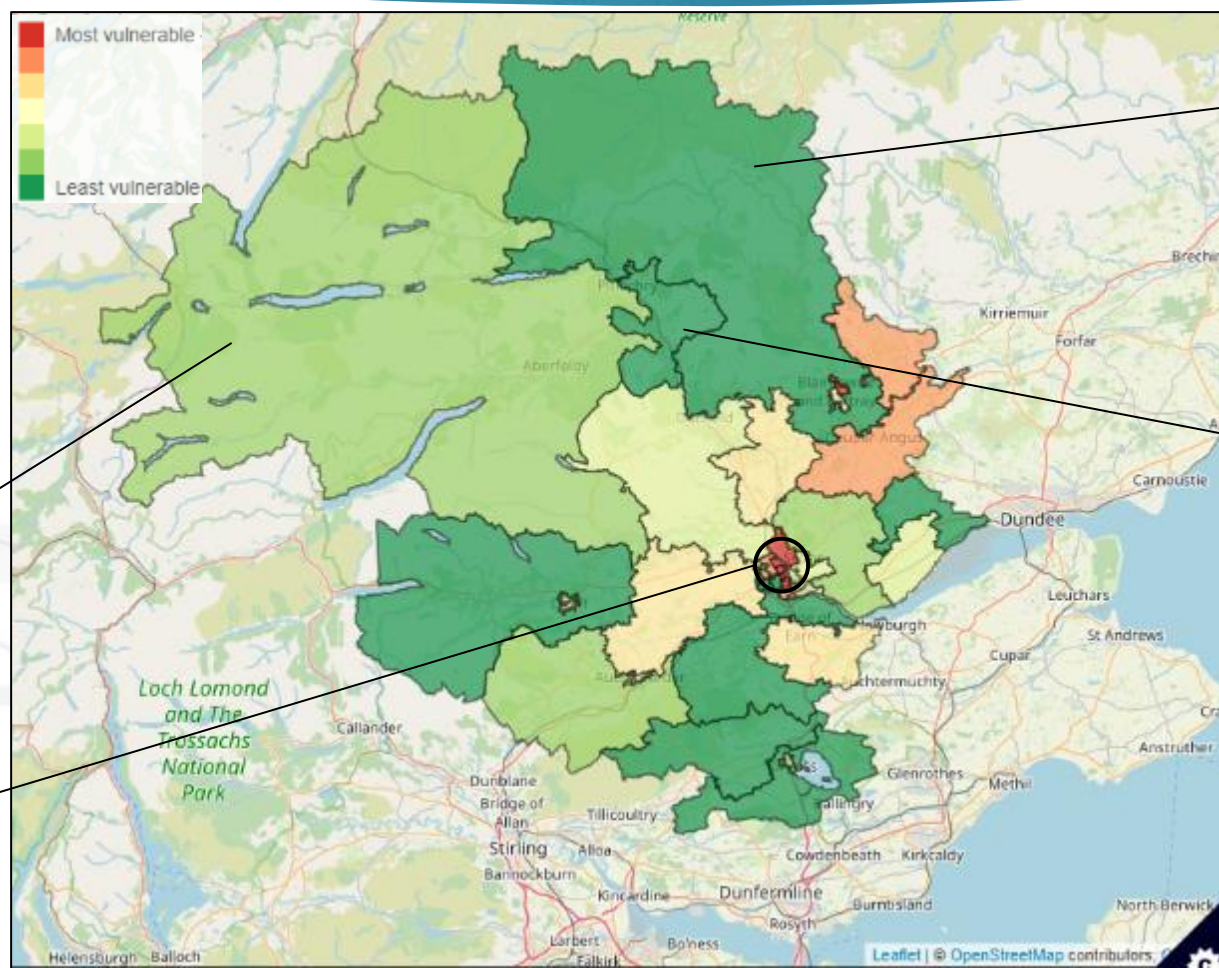 Reserve
Most vulnerable
Least vulnerable
Brechin
Kirriemuir
Forfar
Aberfeldy
Carnoustie
Dundee
Leuchars
St Andrews
Earn
Cupar
Loch Lomond
and The
Trossachs
National
Park
Callander
Anstruther
Glenrothes
Methil
Dunblane
Bridge of
Allan
Tillicoultry
Stirling
Alloa
Cowdenbeath
Kirkcaldy
Bannockburn
Kincardine
Dunfermline
Burntisland
North Berwick
Rosyth
Larbert
Bo'ness
Helensburgh
Balloch
Falkirk
Leaflet | © OpenStreetMap contributors,